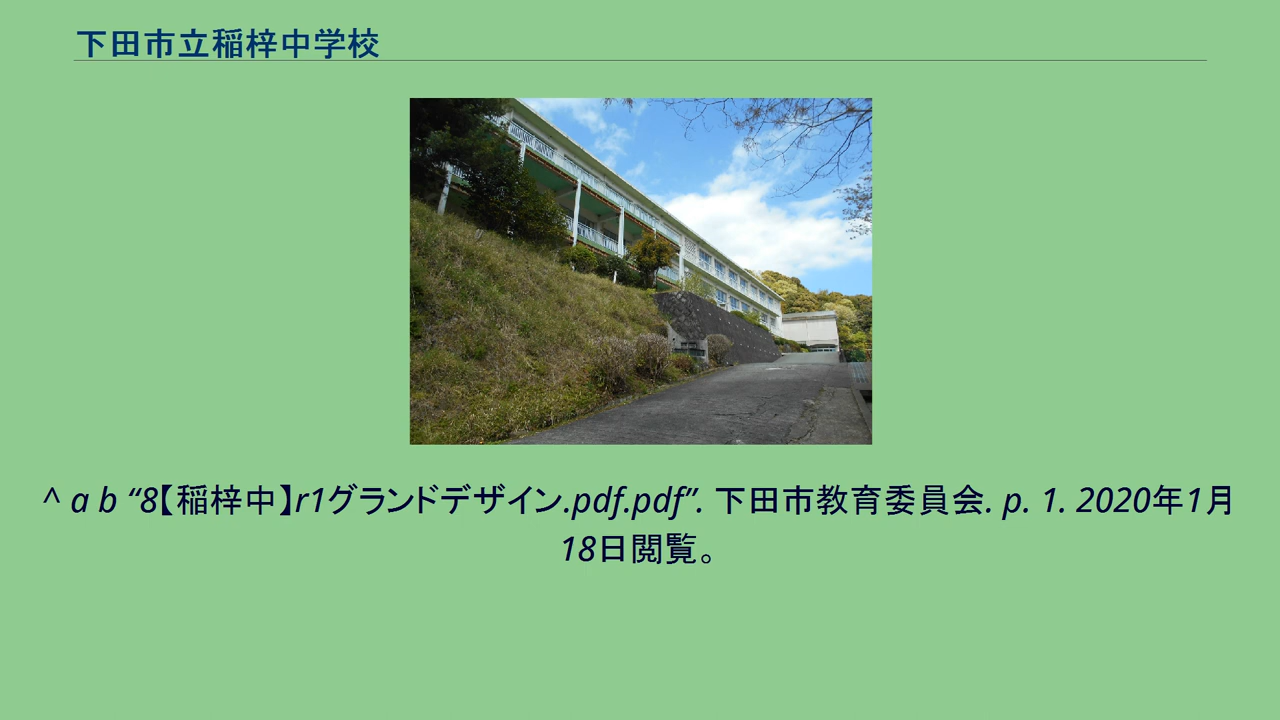 下田市立稲梓中学校
^ a b “8【稲梓中】r1グランドデザイン.pdf.pdf”. 下田市教育委員会. p. 1. 2020年1月
18日閲覧。